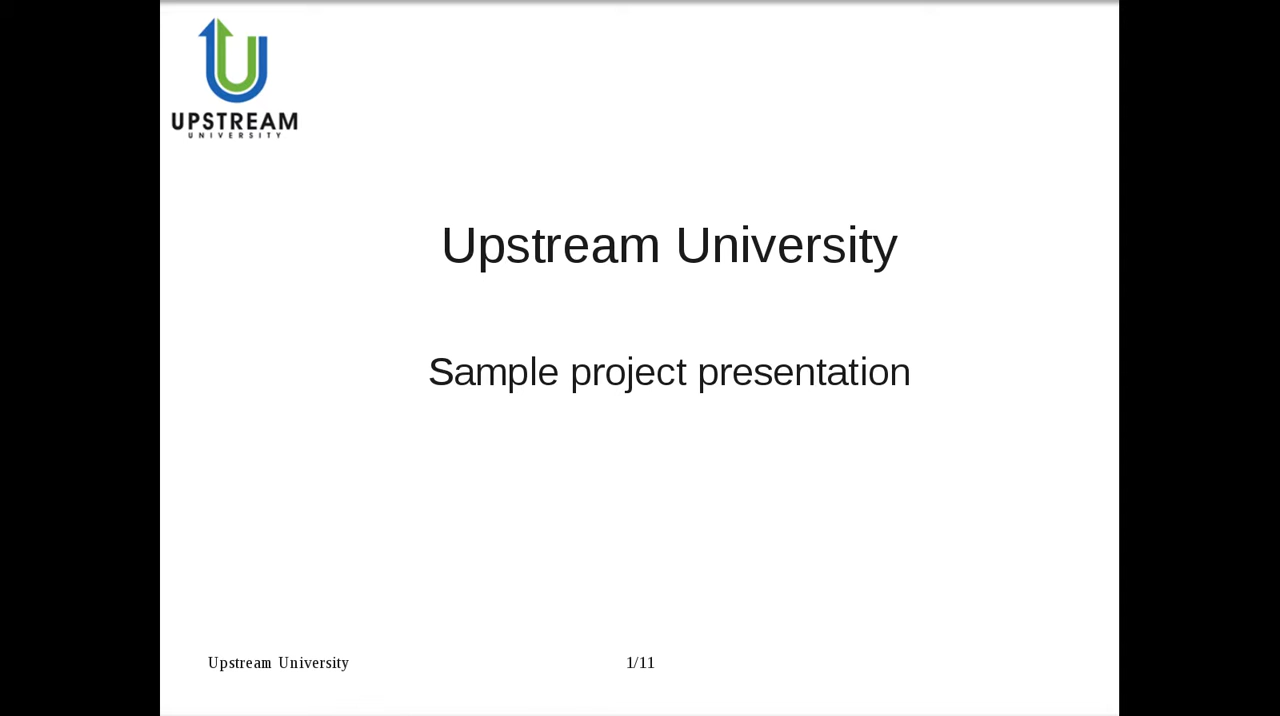 UPSTREAM
UNIVERSITY
Upstream University
Sample project presentation
Upstream University
1/11